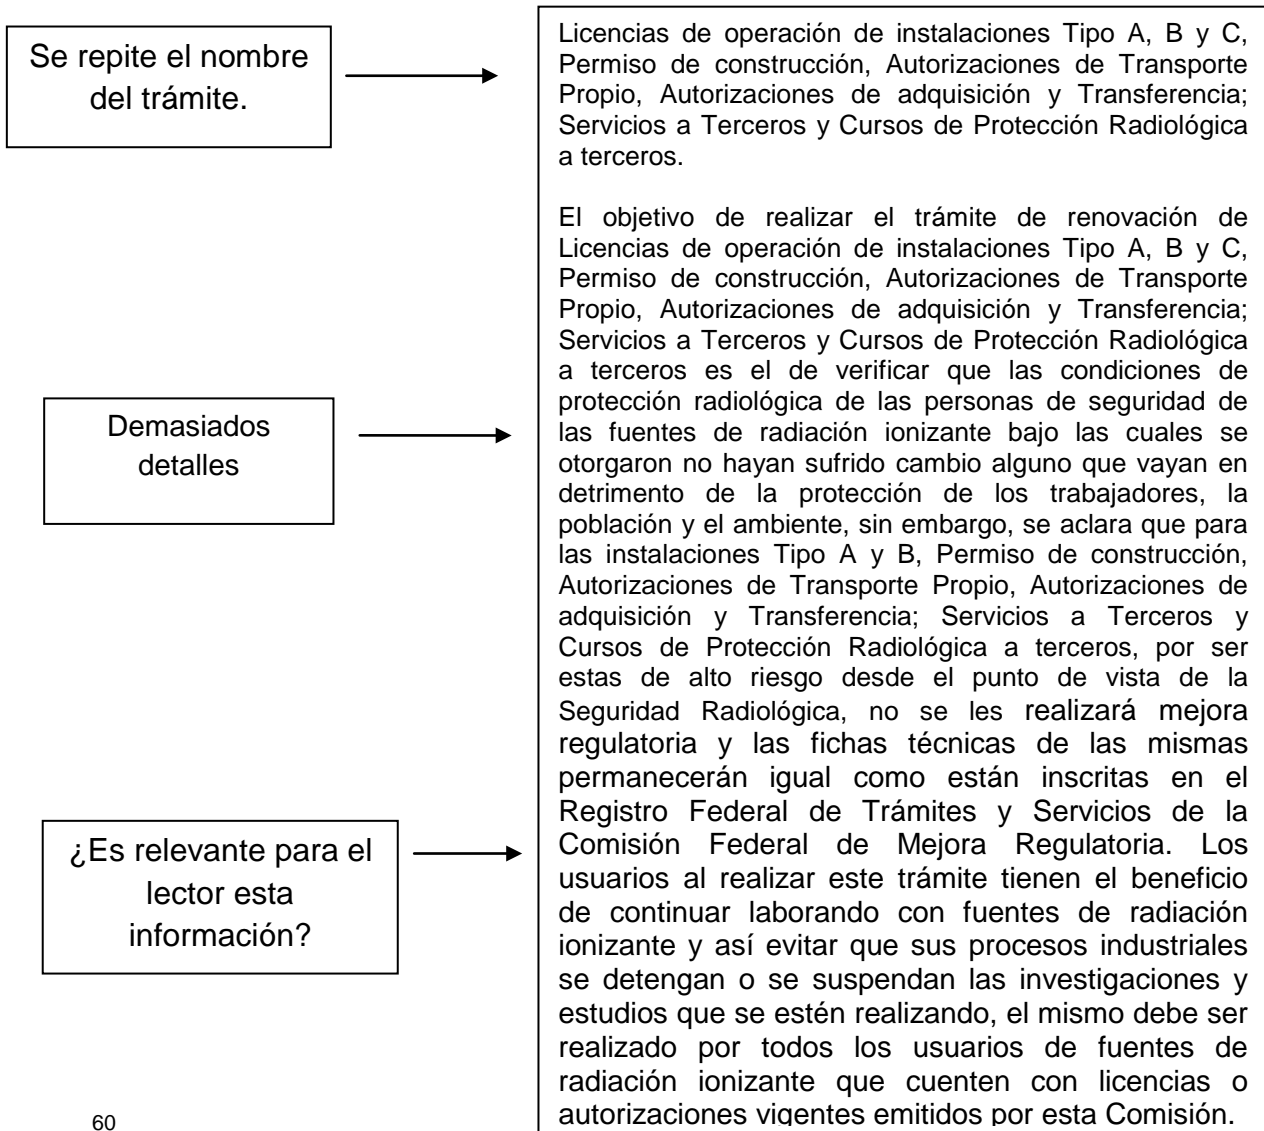 Se repite el nombre
del trámite.
Licencias de operación de instalaciones Tipo A, B y C,
Permiso de construcción, Autorizaciones de Transporte
Propio, Autorizaciones de adquisición y Transferencia;
Servicios a Terceros y Cursos de Protección Radiológica
a terceros.
El objetivo de realizar el trámite de renovación de
Licencias de operación de instalaciones Tipo A, B y C,
Permiso de construcción, Autorizaciones de Transporte
Propio, Autorizaciones de adquisición y Transferencia;
Servicios a Terceros y Cursos de Protección Radiológica
a terceros es el de verificar que las condiciones de
protección radiológica de las personas de seguridad de
las fuentes de radiación ionizante bajo las cuales se
otorgaron no hayan sufrido cambio alguno que vayan en
detrimento de la protección de los trabajadores, la
población y el ambiente, sin embargo, se aclara que para
las instalaciones Tipo A y B, Permiso de construcción,
Autorizaciones de Transporte Propio, Autorizaciones de
adquisición y Transferencia; Servicios a Terceros y
Cursos de Protección Radiológica a terceros, por ser
estas de alto riesgo desde el punto de vista de la
Seguridad Radiológica, no se les realizará mejora
regulatoria y las fichas técnicas de las mismas
permanecerán igual como están inscritas en el
Registro Federal de Trámites y Servicios de la
Comisión Federal de Mejora Regulatoria. Los
usuarios al realizar este trámite tienen el beneficio
de continuar laborando con fuentes de radiación
ionizante y así evitar que sus procesos industriales
se detengan o se suspendan las investigaciones y
estudios que se estén realizando, el mismo debe ser
realizado por todos los usuarios de fuentes de
radiación ionizante que cuenten con licencias o
autorizaciones vigentes emitidos por esta Comisión.
Demasiados
detalles
¿Es relevante para el
lector esta
información?
60